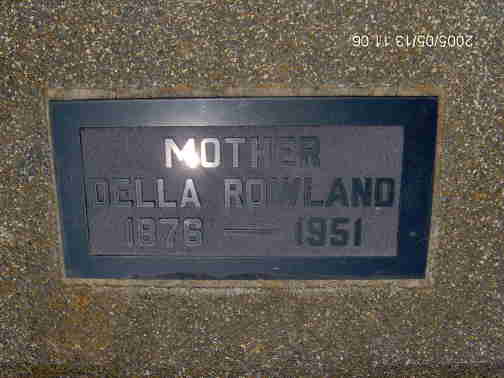 2005/05/13 11:06
MOTHER
DELLA ROWLAND
1876 — 1951